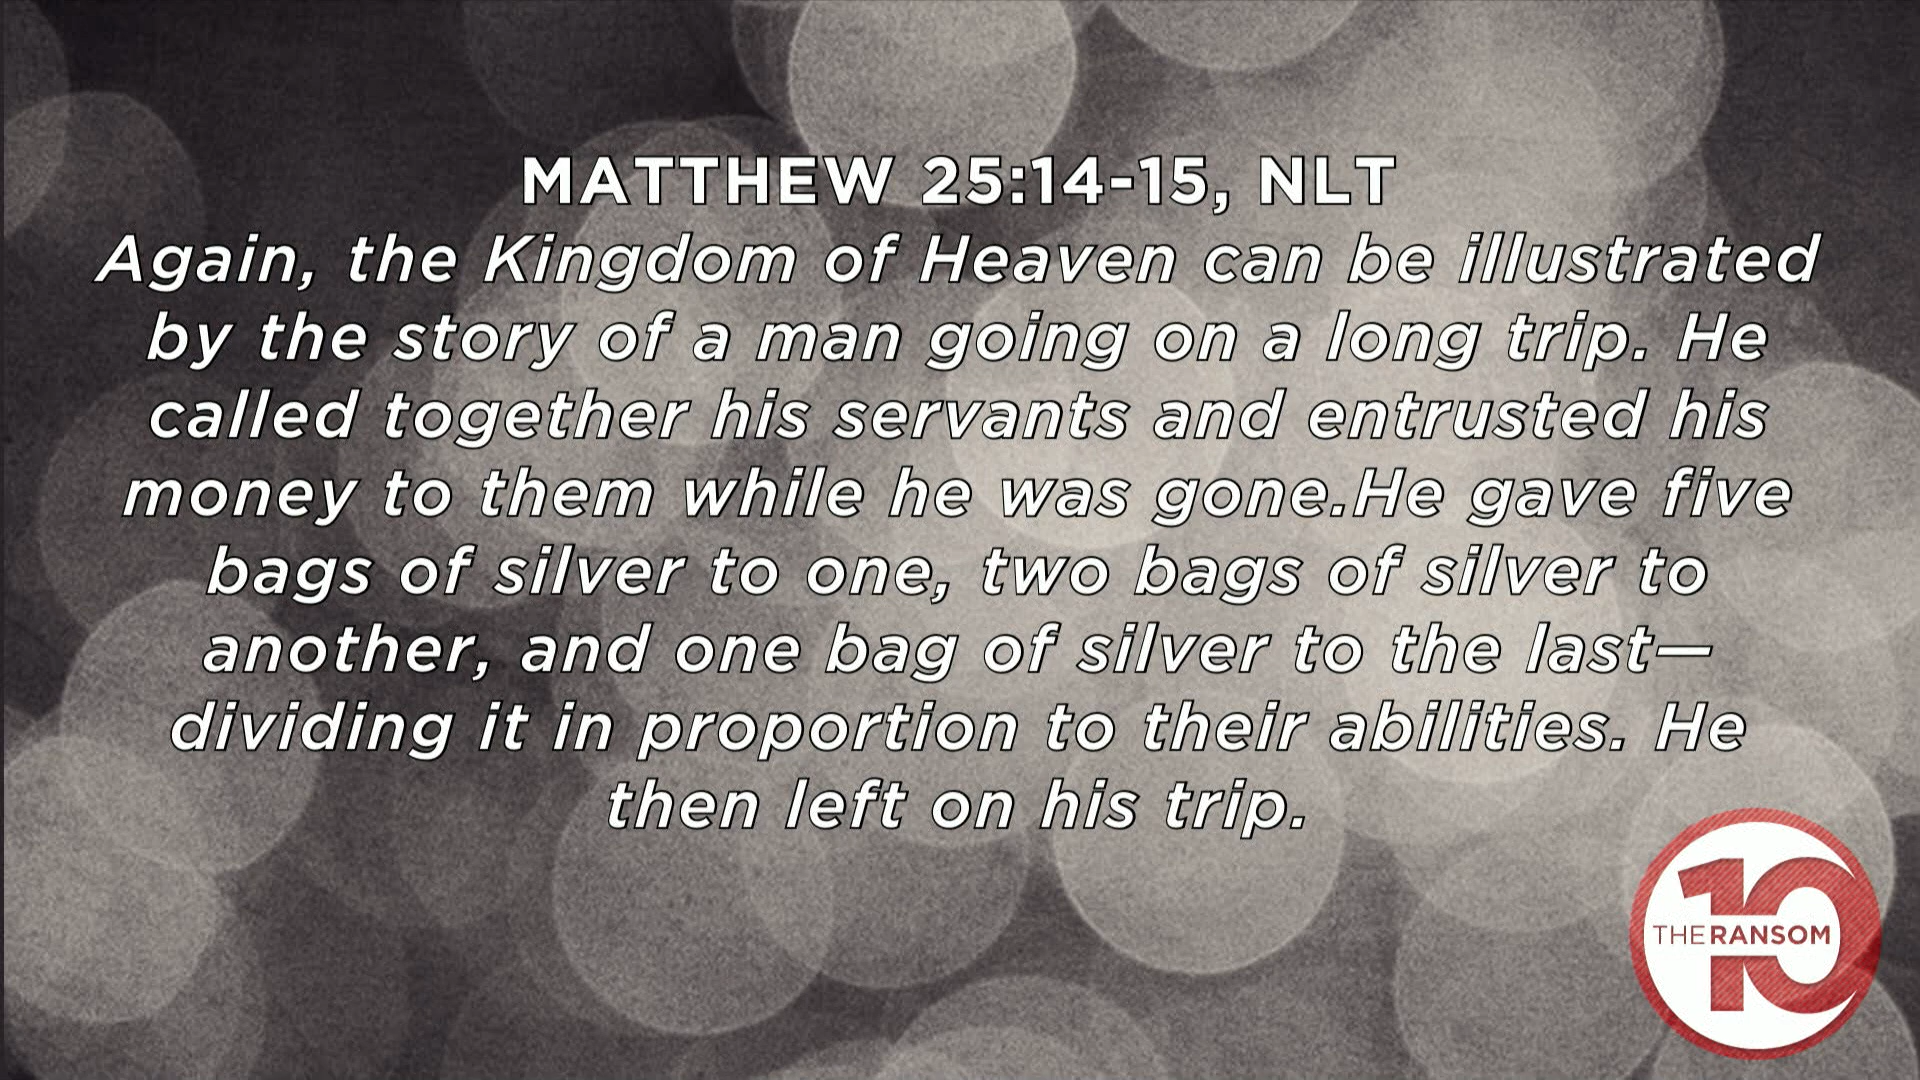 MATTHEW 25:14-15, NLT
Again, the Kingdom of Heaven can be illustrated
by the story of a man going on a long trip. He
called together his servants and entrusted his
money to them while he was gone.He gave five
bags of silver to one, two bags of silver to
another, and one bag of silver to the last—
dividing it in proportion to their abilities. He
then left on his trip.
10
THERANSOM